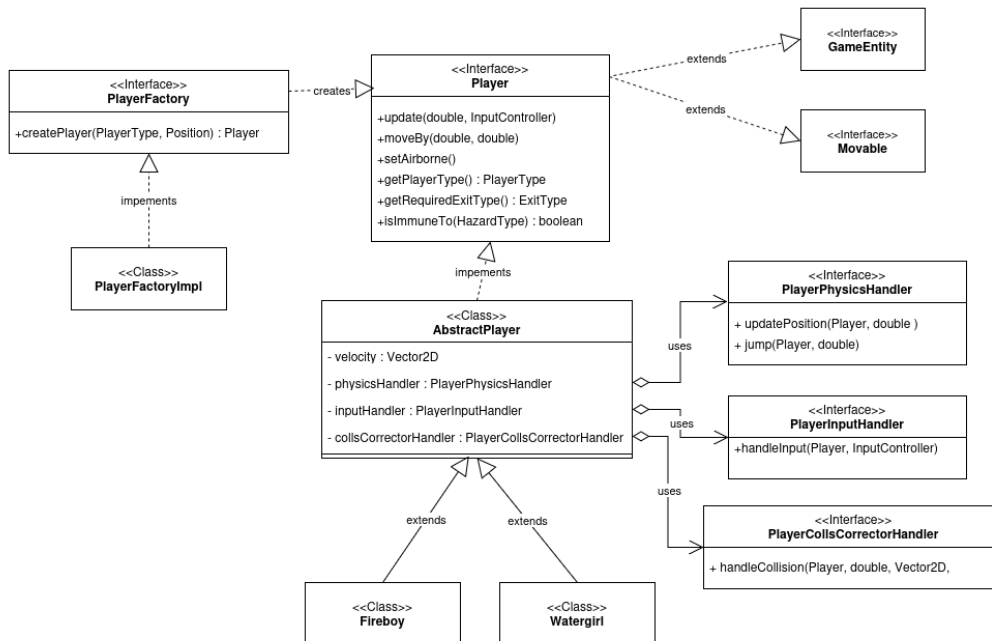 <<Interface>>
GameEntity
extends
<<Interface>>
Player
<<Interface>>
PlayerFactory
creates
+createPlayer(PlayerType, Position) : Player
+update(double, InputController)
+moveBy(double, double)
+setAirborne()
+getPlayerType() : PlayerType
+getRequiredExitType() : ExitType
+isImmuneTo(HazardType) : boolean
extends
<<Interface>>
Movable
impements
<<Class>>
PlayerFactoryImpl
impements
<<Class>>
AbstractPlayer
- velocity : Vector2D
- physicsHandler : PlayerPhysicsHandler
- inputHandler : PlayerInputHandler
- collsCorrectorHandler : PlayerCollsCorrectorHandler
uses
<<Interface>>
PlayerPhysicsHandler
+ updatePosition(Player, double )
+ jump(Player, double)
uses
<<Interface>>
PlayerInputHandler
+handleInput(Player, InputController)
uses
<<Interface>>
PlayerCollsCorrectorHandler
+ handleCollision(Player, double, Vector2D,
extends
extends
<<Class>>
Fireboy
<<Class>>
Watergirl